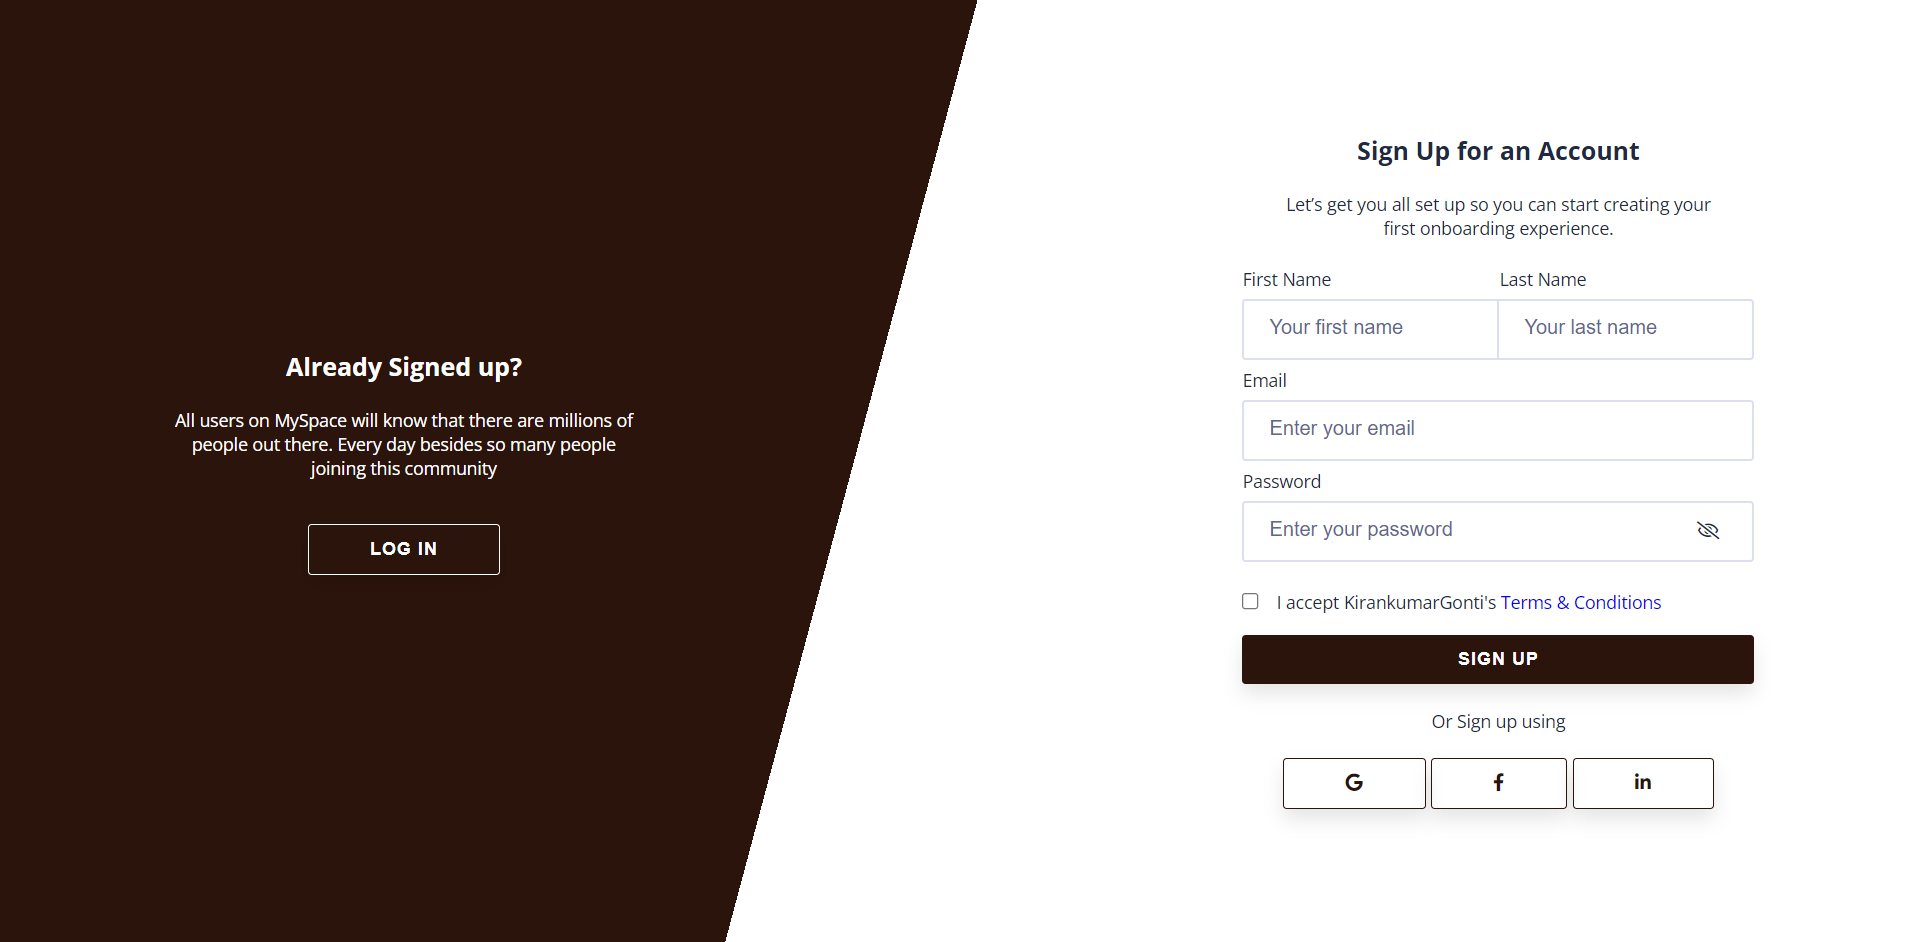 Already Signed up?
All users on MySpace will know that there are millions of
people out there. Every day besides so many people
joining this community
LOG IN
Sign Up for an Account
Let’s get you all set up so you can start creating your
first onboarding experience.
First Name
Last Name
Your first name
Your last name
Email
Enter your email
Password
Enter your password
I accept KirankumarGonti's Terms & Conditions
SIGN UP
Or Sign up using
G
f
in